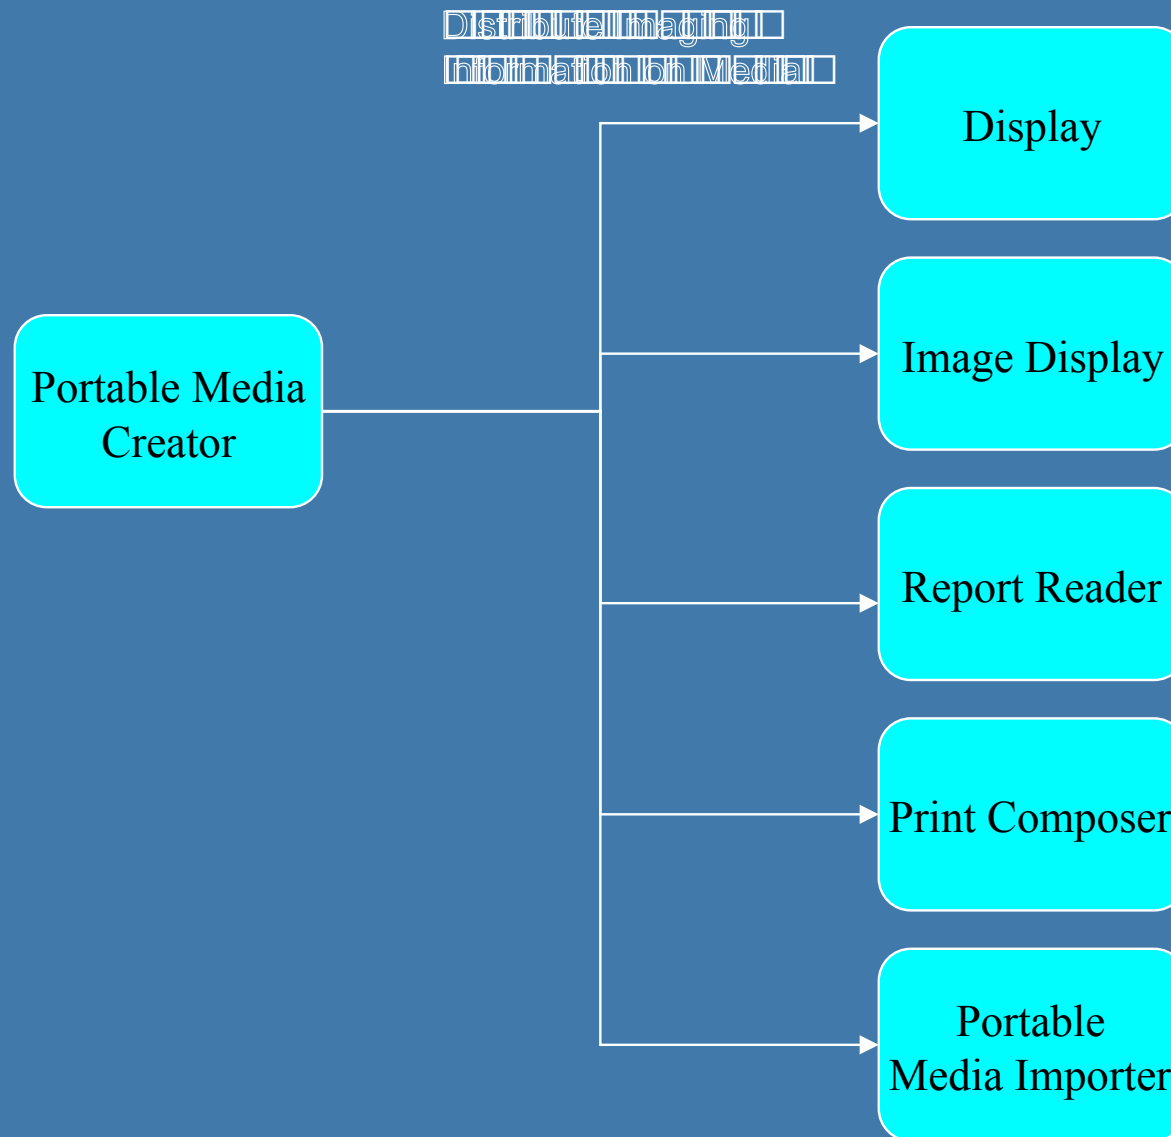 Distribute Imaging
Information on Media
Display
Image Display
Portable Media
Creator
Report Reader
Print Composer
Portable
Media Importer